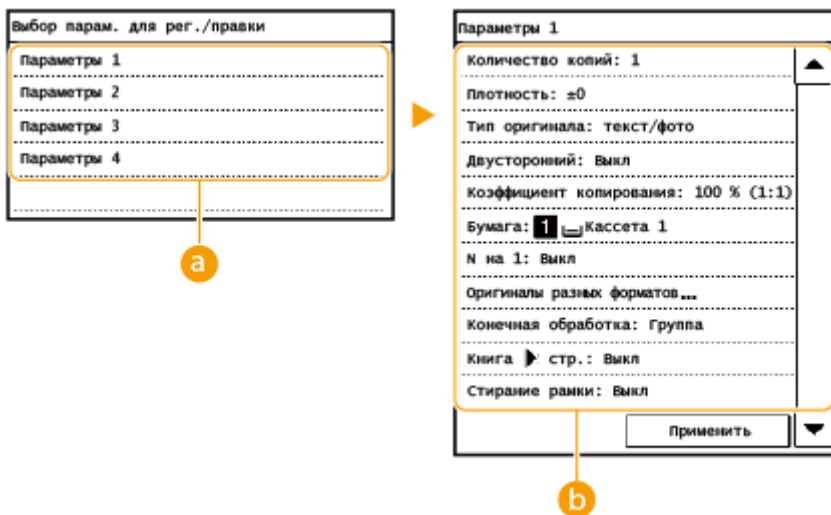 Выбор парам. для рег./правки
Параметры 1
Параметры 2
Параметры 3
Параметры 4
a
Параметры 1
Количество копий: 1
Плотность: ±0
Тип оригинала: текст/фото
Двусторонний: Выкл
Коэффициент копирования: 100 % (1:1)
Бумага: 1 Кассета 1
N на 1: Выкл
Оригиналы разных форматов...
Конечная обработка: Группа
Книга ▶ стр.: Выкл
Стирание рамки: Выкл
Применить
b